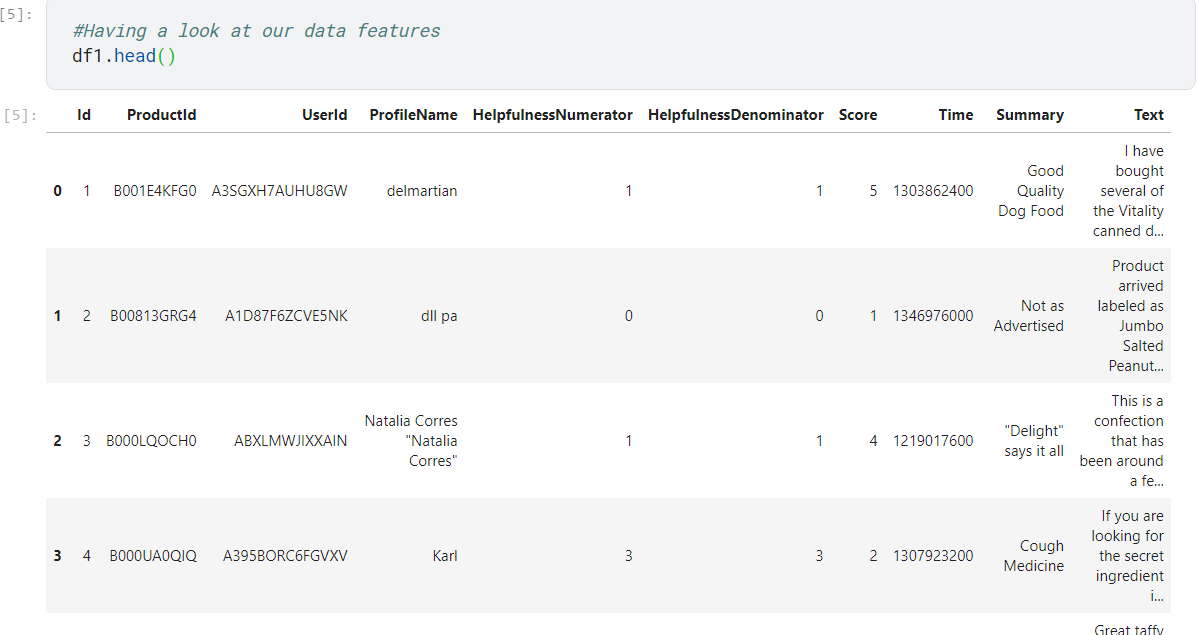 [5]:
#Having a look at our data features
df1.head()
[5]:
Id ProductId UserId ProfileName HelpfulnessNumerator HelpfulnessDenominator Score Time Summary Text
0 1 B001E4KFG0 A3SGXH7AUHU8GW delmartian 1 1 5 1303862400
Good
Quality
Dog Food
I have
bought
several of
the Vitality
canned d...
1 2 B00813GRG4 A1D87F6ZCVE5NK dll pa 0 0 1 1346976000
Not as
Advertised
Product
arrived
labeled as
Jumbo
Salted
Peanut...
2 3 B000LQOCH0 ABXLMWJIXXAIN
Natalia Corres
"Natalia
Corres"
1 1 4 1219017600
"Delight"
says it all
This is a
confection
that has
been around
a fe...
3 4 B000UA0QIQ A395BORC6FGVXV Karl 3 3 2 1307923200
Cough
Medicine
If you are
looking for
the secret
ingredient
i...
Great taffy